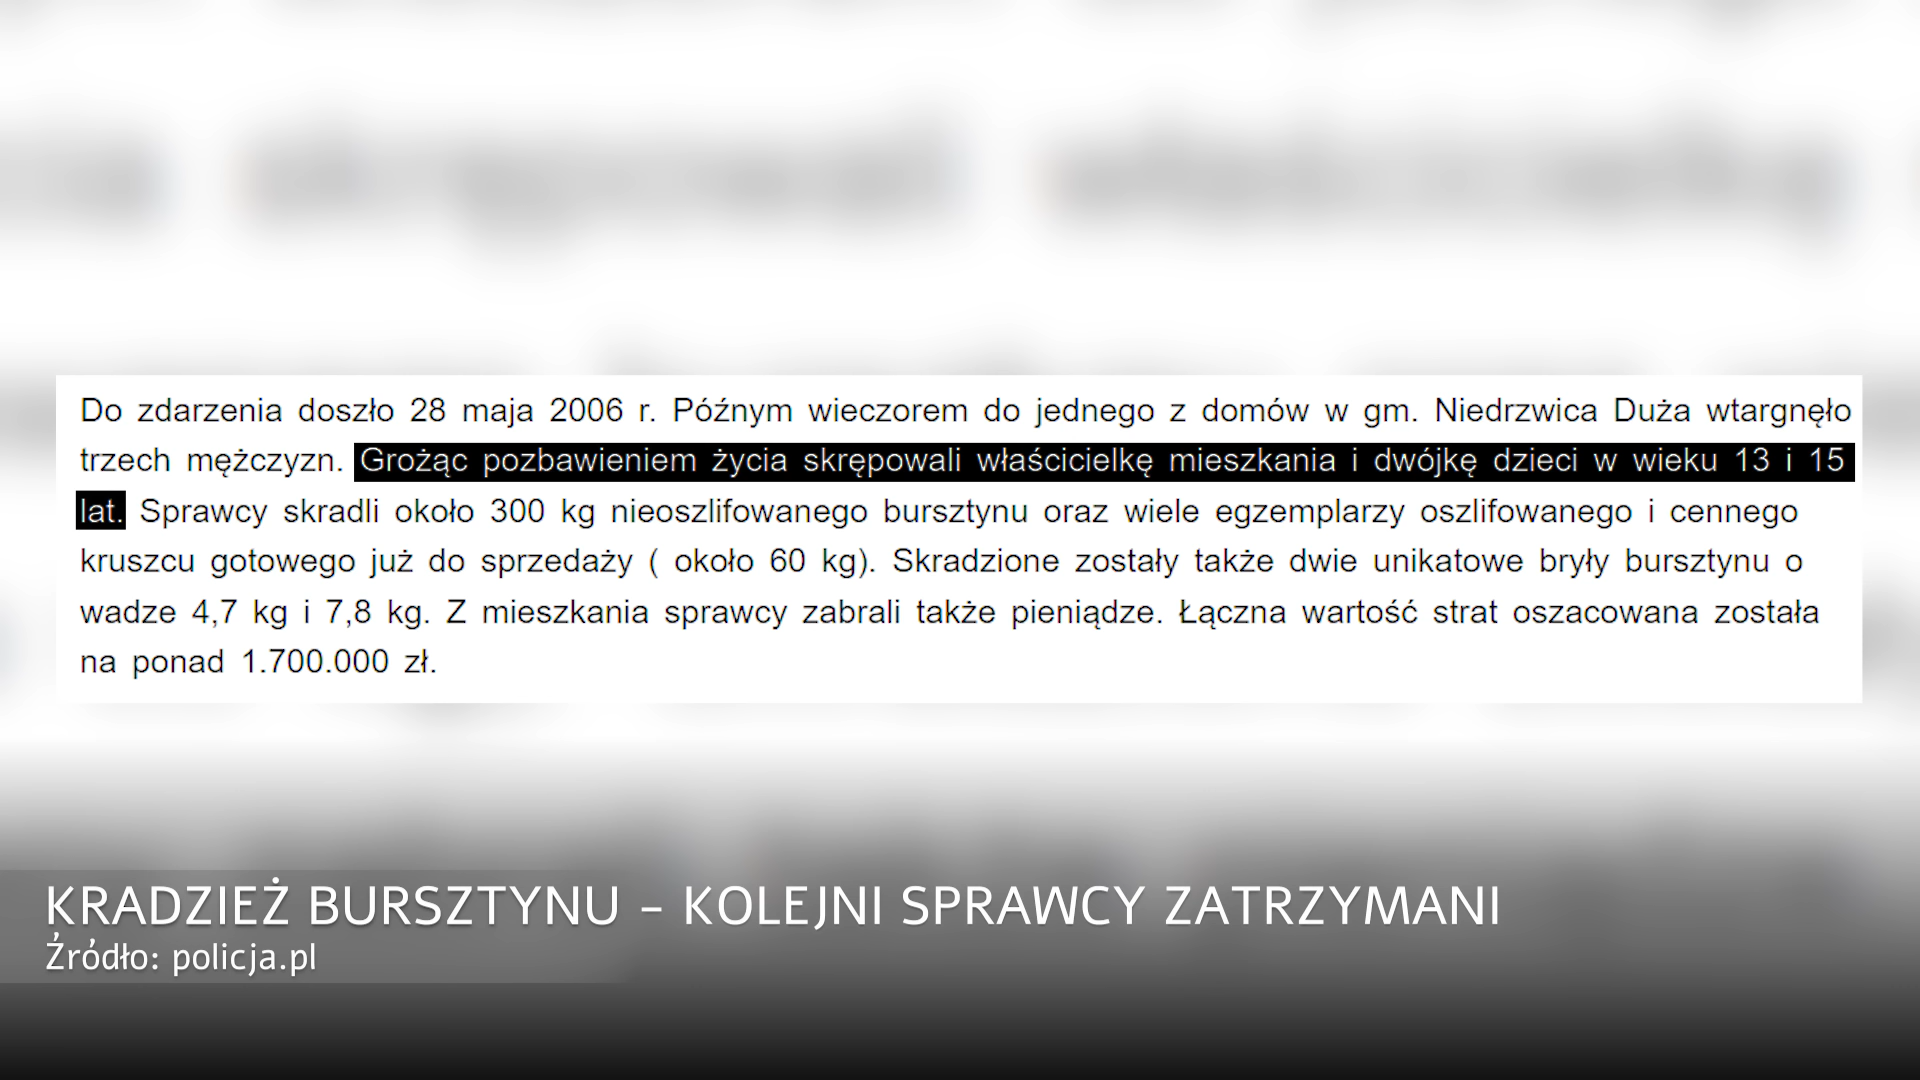 Do zdarzenia doszło 28 maja 2006 r. Późnym wieczorem do jednego z domów w gm. Niedrzwica Duża wtargnęło
trzech mężczyzn. Grożąc pozbawieniem życia skrępowali właścicielkę mieszkania i dwójkę dzieci w wieku 13 i 15
lat. Sprawcy skradli około 300 kg nieoszlifowanego bursztynu oraz wiele egzemplarzy oszlifowanego i cennego
kruszcu gotowego już do sprzedaży ( około 60 kg). Skradzione zostały także dwie unikatowe bryły bursztynu o
wadze 4,7 kg i 7,8 kg. Z mieszkania sprawcy zabrali także pieniądze. Łączna wartość strat oszacowana została
na ponad 1.700.000 zł.
KRADZIEŻ BURSZTYNU – KOLEJNI SPRAWCY ZATRZYMANI
Źródło: policja.pl